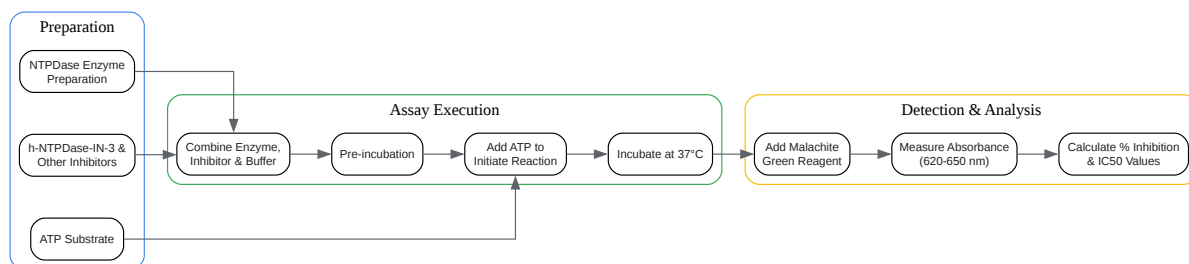 Preparation
NTPDase Enzyme
Preparation
h-NTPDase-IN-3 &
Other Inhibitors
ATP Substrate
Assay Execution
Combine Enzyme,
Inhibitor & Buffer
Pre-incubation
Add ATP to
Initiate Reaction
Incubate at 37°C
Detection & Analysis
Add Malachite
Green Reagent
Measure Absorbance
(620-650 nm)
Calculate % Inhibition
& IC50 Values